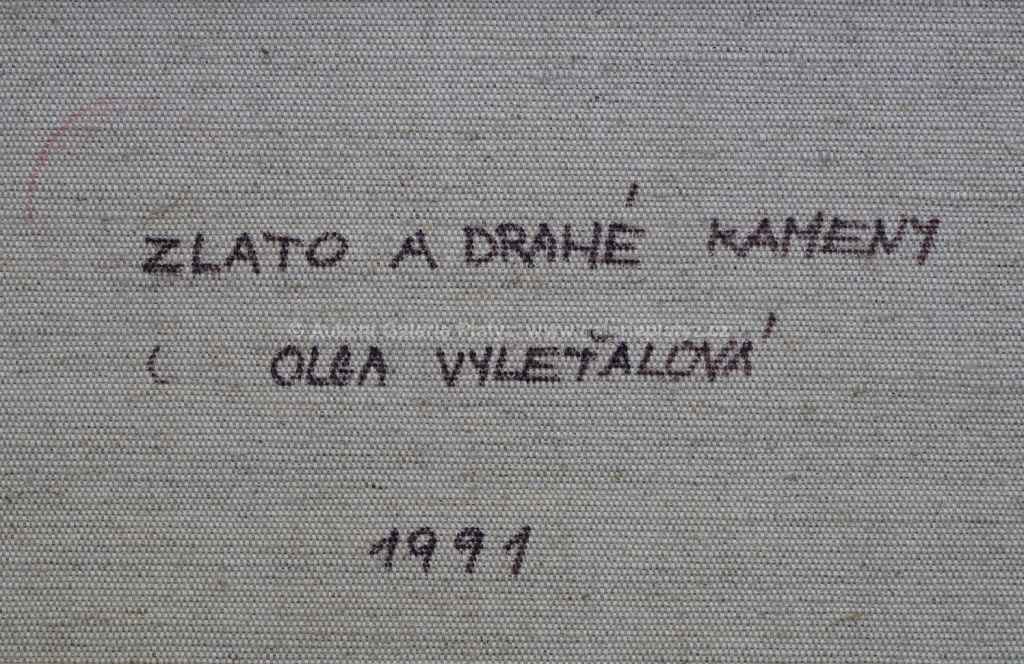 ZLATO A DRAHÉ KAMENY
( OLGA VYLEŤALOVÁ
1991